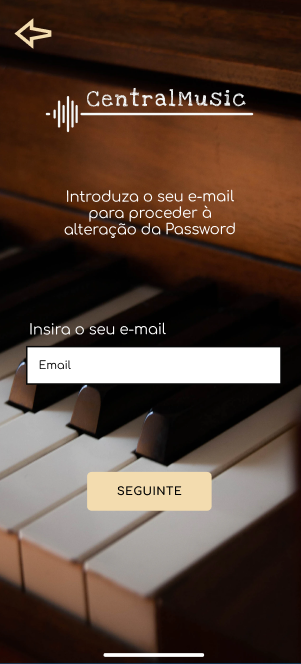 CentralMusic
Introduza o seu e-mail
para proceder à
alteração da Password
Insira o seu e-mail
Email
SEGUINTE